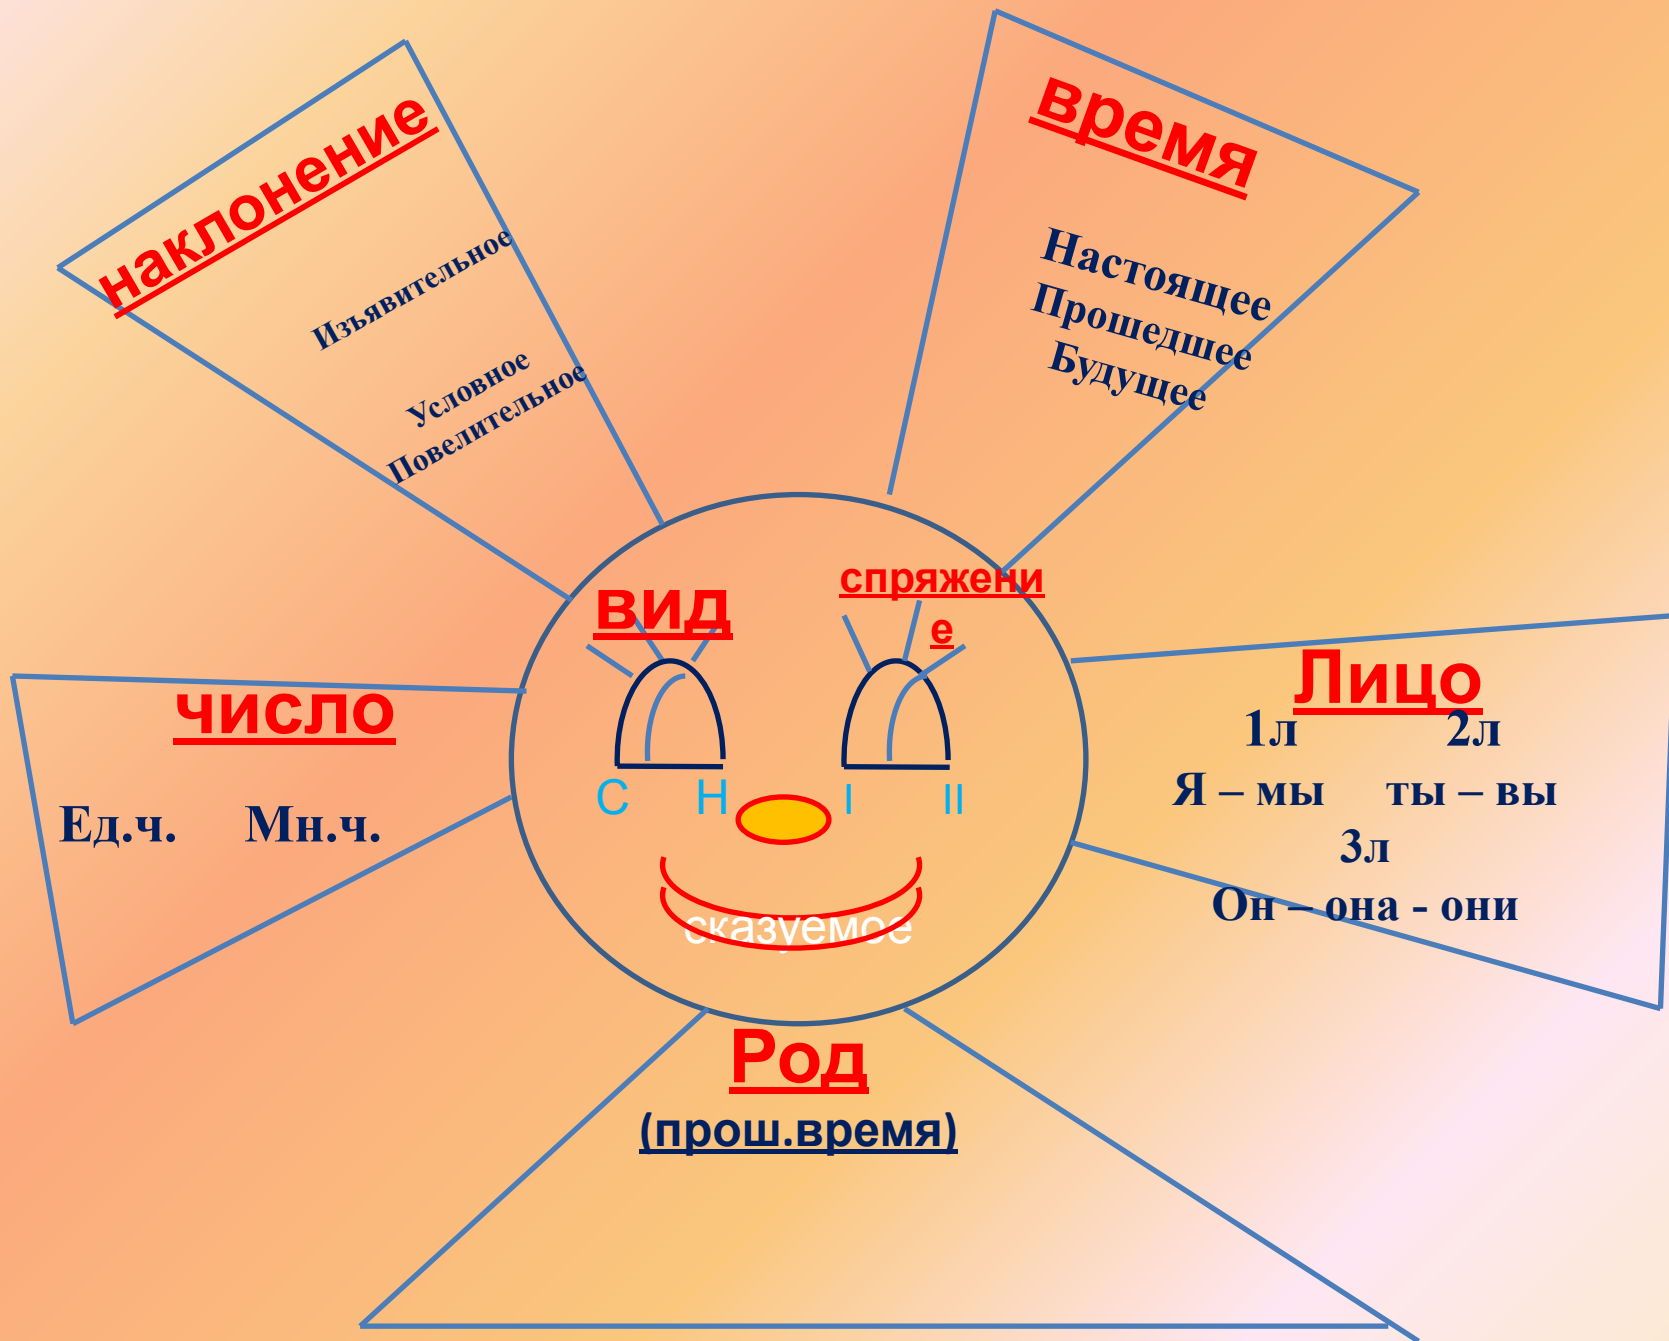 наклонение
Изъявительное
Условное
Повелительное
время
Настоящее
Прошедшее
Будущее
вид
спряжени
е
С Н I II
сказуемое
число
Ед.ч. Мн.ч.
Лицо
1л 2л
Я – мы ты – вы
3л
Он – она - они
Род
(прош.время)